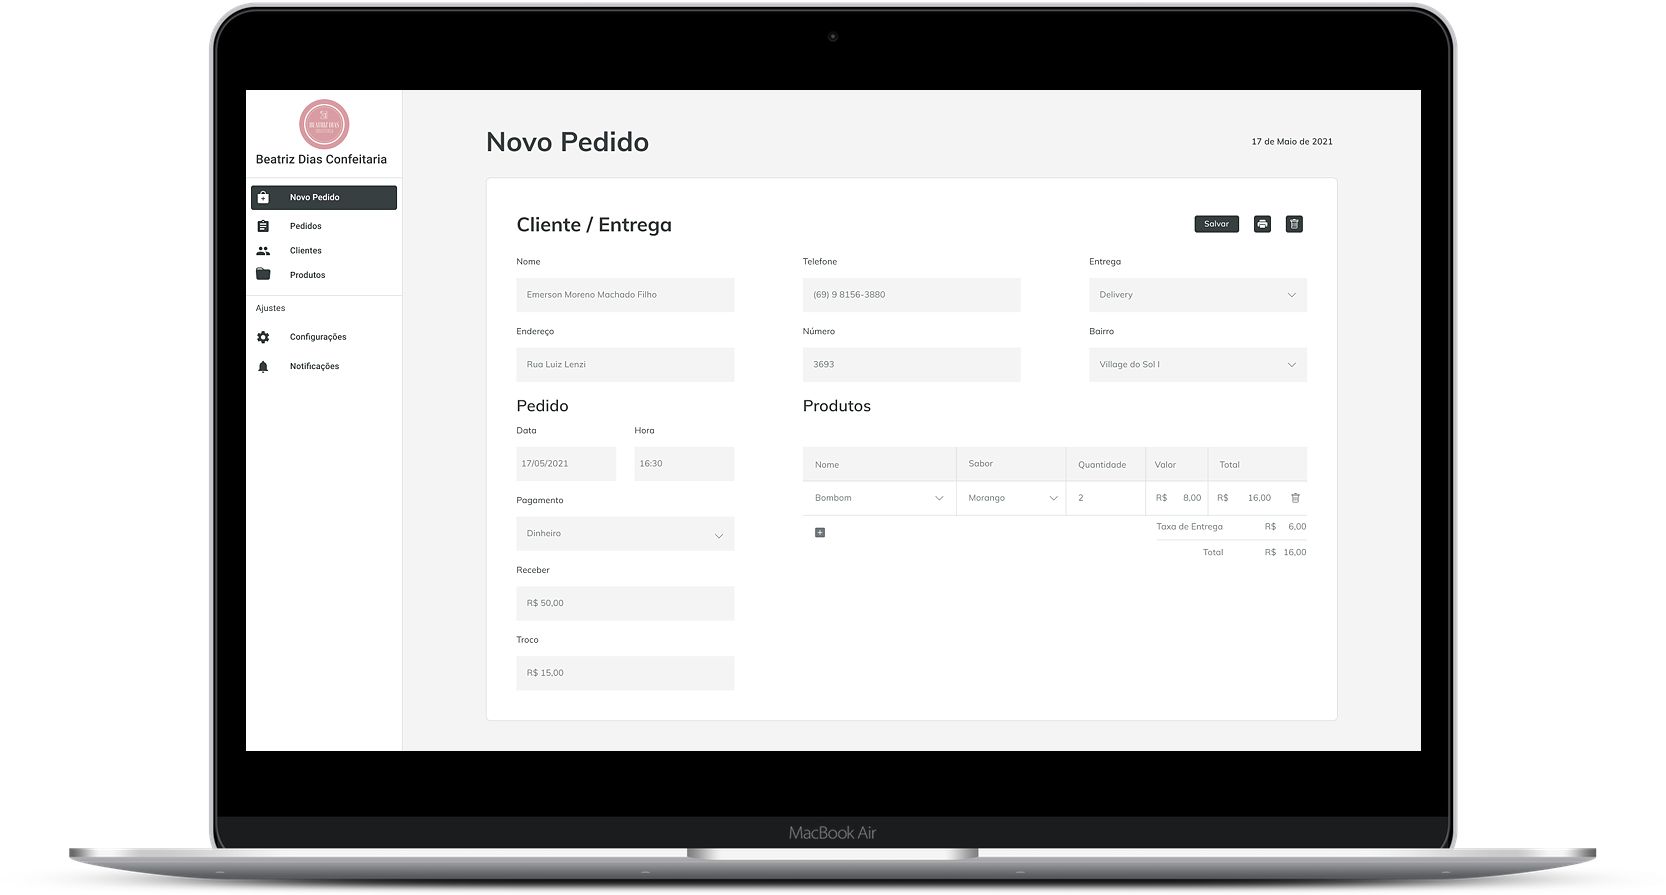 BEATRIZ DIAS
Beatriz Dias Confeitaria
Novo Pedido
Pedidos
Clientes
Produtos
Ajustes
Configurações
Notificações
Novo Pedido
17 de Maio de 2021
Cliente / Entrega
Salvar
Nome
Telefone
Entrega
Emerson Moreno Machado Filho
(69) 9 8156-3880
Delivery
Endereço
Número
Bairro
Rua Luiz Lenzi
3693
Village do Sol I
Pedido
Produtos
Data
Hora
17/05/2021
16:30
Nome Sabor Quantidade Valor Total
Bombom Morango 2 R$ 8,00 R$ 16,00
Taxa de Entrega R$ 6,00
Total R$ 16,00
Pagamento
Dinheiro
Receber
R$ 50,00
Troco
R$ 15,00
MacBook Air